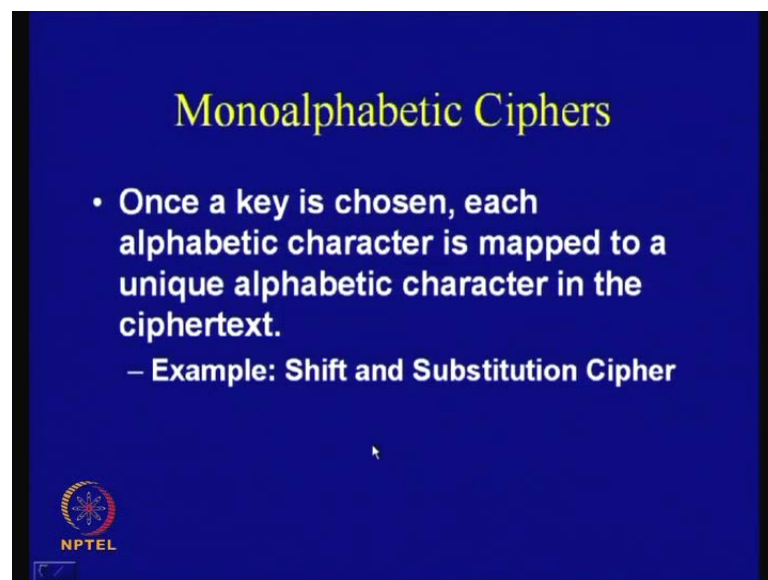 Monoalphabetic Ciphers
• Once a key is chosen, each
alphabetic character is mapped to a
unique alphabetic character in the
ciphertext.
– Example: Shift and Substitution Cipher
NPTEL